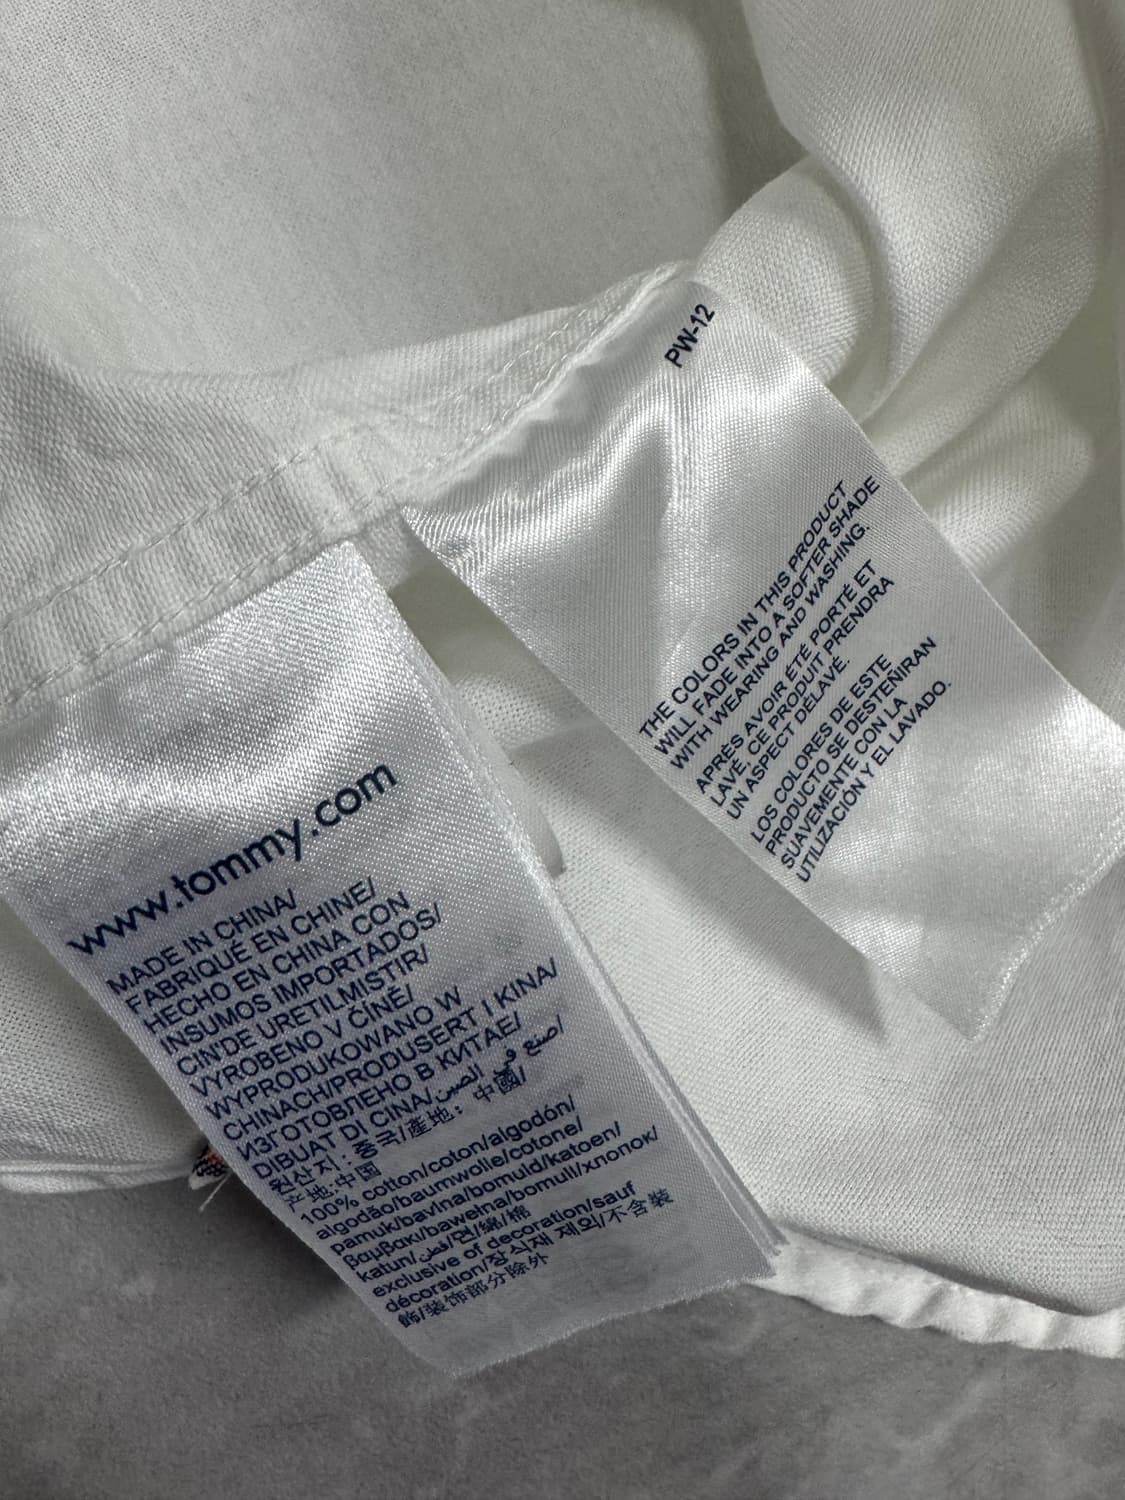 PW-12
THE COLORS IN THIS PRODUCT
WILL FADE INTO A SOFTER SHADE
WITH WEARING AND WASHING.
APRÈS AVOIR ÉTÉ PORTÉ ET
LAVÉ, CE PRODUIT PRENDRA
UN ASPECT DÉLAVÉ.
LOS COLORES DE ESTE
PRODUCTO SE DESTEÑIRAN
SUAVEMENTE CON LA
UTILIZACIÓN Y EL LAVADO.
www.tommy.com
MADE IN CHINA/
FABRIQUÉ EN CHINE/
HECHO EN CHINA CON
INSUMOS IMPORTADOS/
CIN'DE URETILMISTIR/
VYROBENO V ČÍNĚ/
WYPRODUKOWANO W
CHINACH/PRODUSERT I KINA/
ИЗГОТОВЛЕНО В КИТАЕ/
DIBUAT DI CINA/صنع في الصين/
원산지: 중국/產地: 中國/
产地:中国
100% cotton/coton/algodón/
algodão/baumwolle/cotone/
pamuk/bavlna/bomuld/katoen/
βαμβακι/bawełna/bomull/хлопок/
katun/قطن/면/綿/棉
exclusive of decoration/sauf
décoration/장식재 제외/不含裝
飾/装饰部分除外